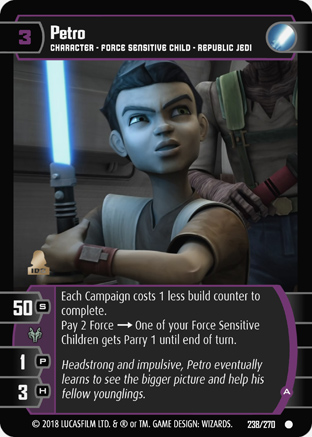 3
Petro
CHARACTER • FORCE SENSITIVE CHILD • REPUBLIC JEDI
50 S
Each Campaign costs 1 less build counter to
complete.
Pay 2 Force → One of your Force Sensitive
Children gets Parry 1 until end of turn.
1 P
Headstrong and impulsive, Petro eventually
learns to see the bigger picture and help his
fellow younglings.
3 H
A
© 2018 LUCASFILM LTD. & ® or TM. GAME DESIGN: WIZARDS.
238/270